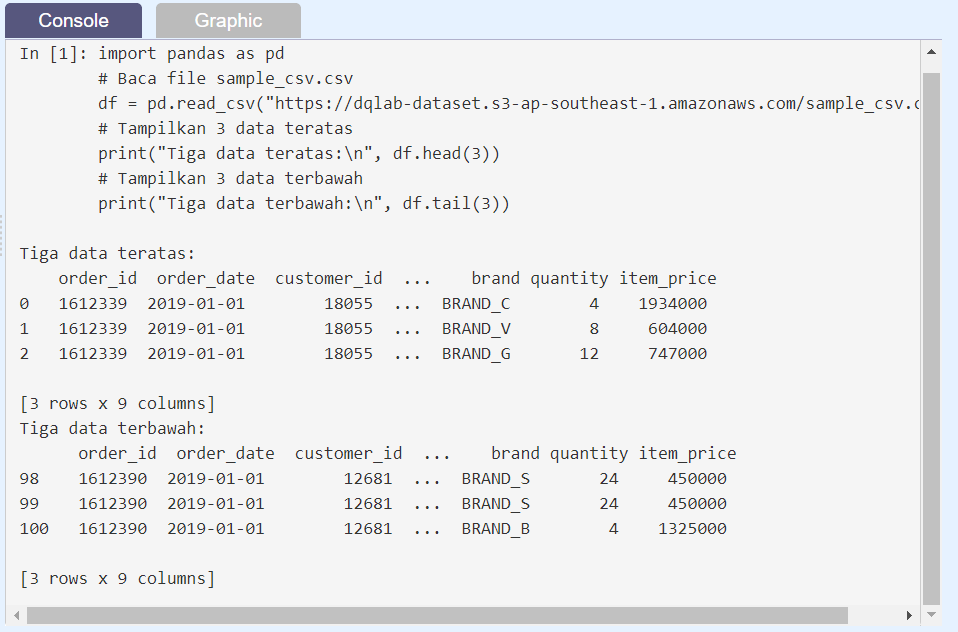 Console
Graphic
In [1]: import pandas as pd
        # Baca file sample_csv.csv
        df = pd.read_csv("https://dqlab-dataset.s3-ap-southeast-1.amazonaws.com/sample_csv.c
        # Tampilkan 3 data teratas
        print("Tiga data teratas:\n", df.head(3))
        # Tampilkan 3 data terbawah
        print("Tiga data terbawah:\n", df.tail(3))
Tiga data teratas:
    order_id  order_date  customer_id  ...    brand quantity item_price
0   1612339  2019-01-01        18055  ...  BRAND_C        4    1934000
1   1612339  2019-01-01        18055  ...  BRAND_V        8     604000
2   1612339  2019-01-01        18055  ...  BRAND_G       12     747000
[3 rows x 9 columns]
Tiga data terbawah:
      order_id  order_date  customer_id  ...    brand quantity item_price
98    1612390  2019-01-01        12681  ...  BRAND_S       24     450000
99    1612390  2019-01-01        12681  ...  BRAND_S       24     450000
100   1612390  2019-01-01        12681  ...  BRAND_B        4    1325000
[3 rows x 9 columns]